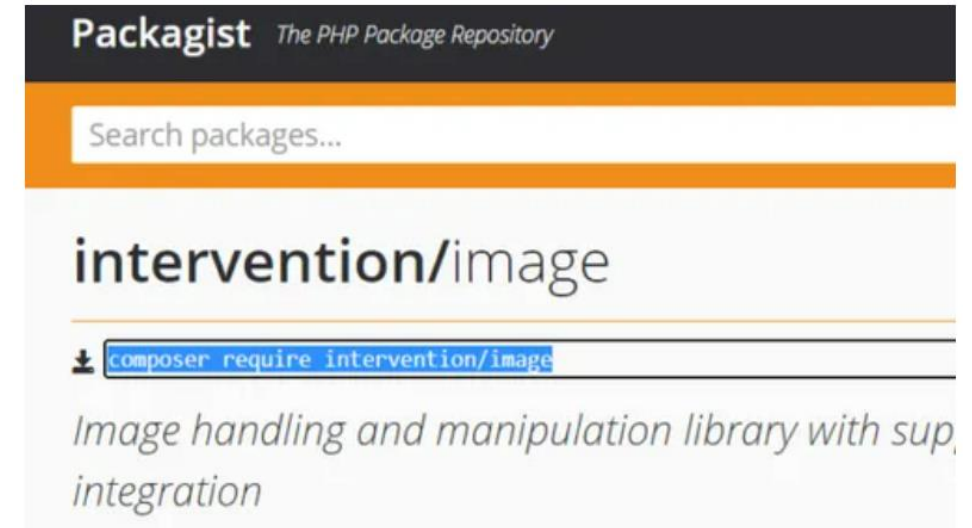 Packagist The PHP Package Repository
Search packages...
intervention/image
composer require intervention/image
Image handling and manipulation library with sup
integration